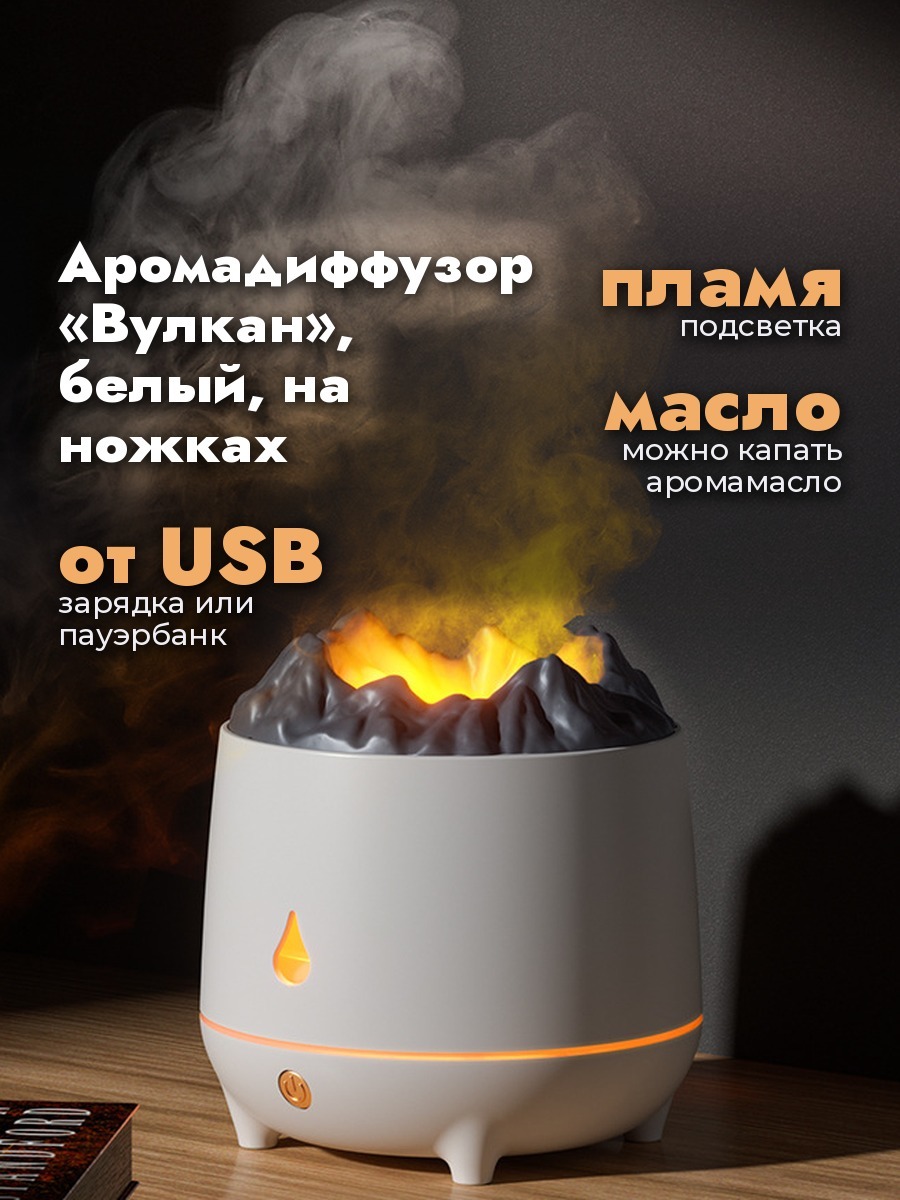 Аромадиффузор
«Вулкан»,
белый, на
ножках
пламя
подсветка
масло
можно капать
аромамасло
от USB
зарядка или
пауэрбанк